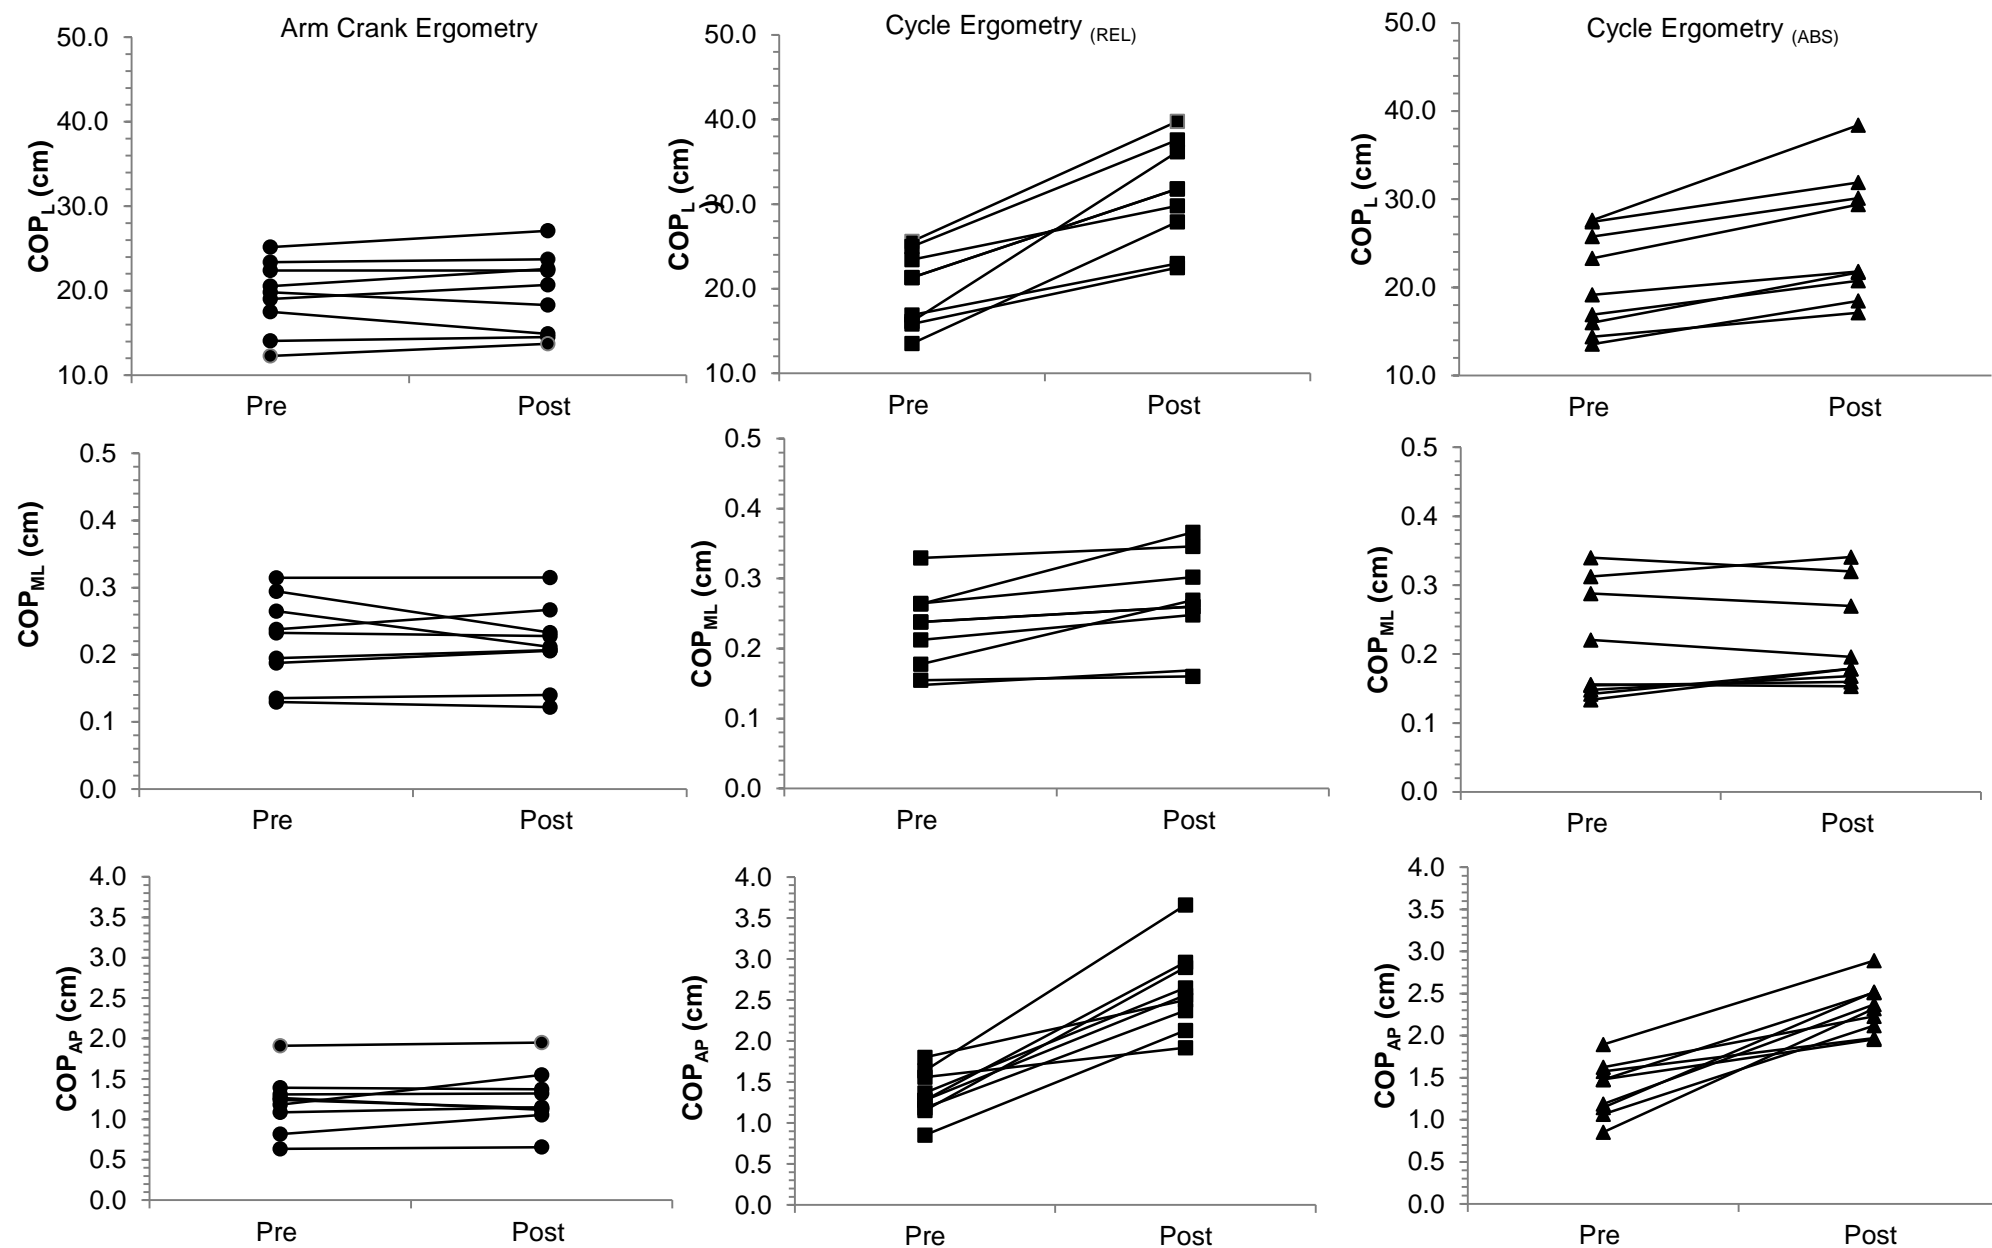 Arm Crank Ergometry
50.0
40.0
30.0
20.0
10.0
COPL (cm)
Pre Post
Cycle Ergometry (REL)
50.0
40.0
30.0
20.0
10.0
COPL (cm)
)
Pre Post
Cycle Ergometry (ABS)
50.0
40.0
30.0
20.0
10.0
COPL (cm)
Pre Post
0.5
0.4
0.3
0.2
0.1
0.0
COPML (cm)
Pre Post
0.5
0.4
0.3
0.2
0.1
0.0
COPML (cm)
Pre Post
0.5
0.4
0.3
0.2
0.1
0.0
COPML (cm)
Pre Post
4.0
3.5
3.0
2.5
2.0
1.5
1.0
0.5
0.0
COPAP (cm)
Pre Post
4.0
3.5
3.0
2.5
2.0
1.5
1.0
0.5
0.0
COPAP (cm)
Pre Post
4.0
3.5
3.0
2.5
2.0
1.5
1.0
0.5
0.0
COPAP (cm)
Pre Post